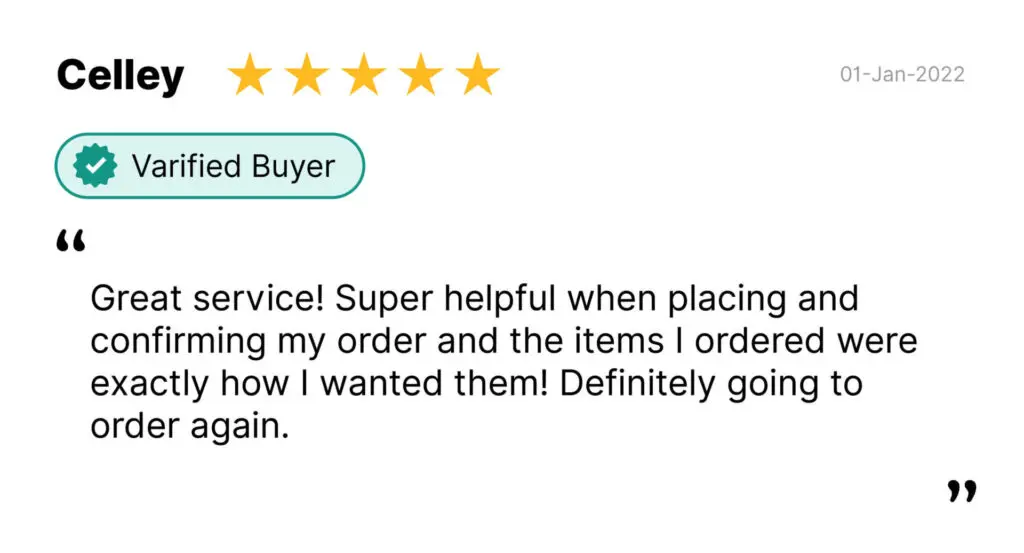 Celley
01-Jan-2022
Varified Buyer
“
Great service! Super helpful when placing and
confirming my order and the items I ordered were
exactly how I wanted them! Definitely going to
order again.
”